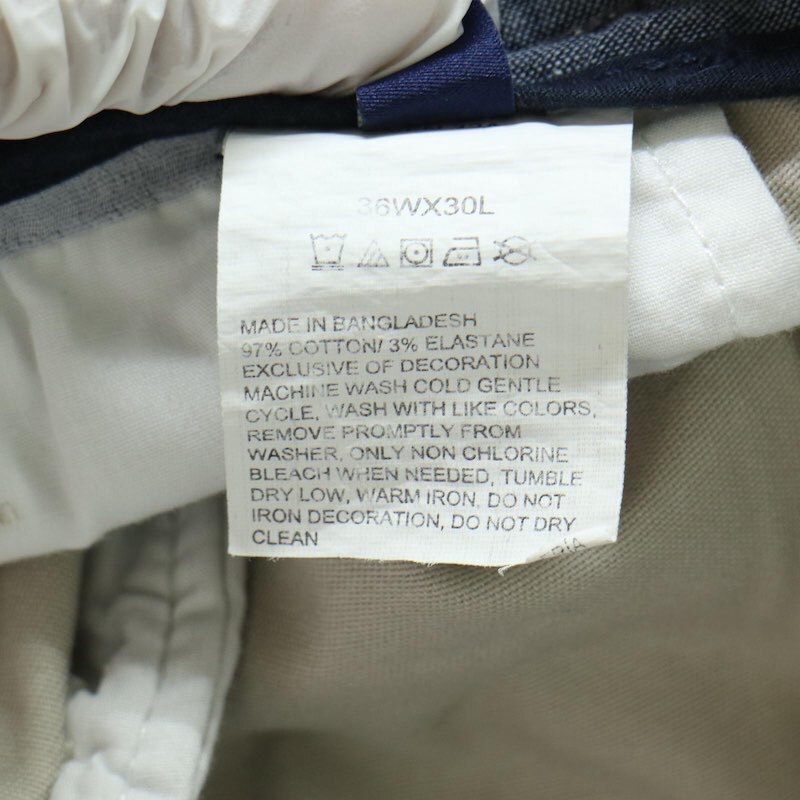 36WX30L
MADE IN BANGLADESH
97% COTTON/ 3% ELASTANE
EXCLUSIVE OF DECORATION
MACHINE WASH COLD GENTLE
CYCLE, WASH WITH LIKE COLORS,
REMOVE PROMPTLY FROM
WASHER, ONLY NON CHLORINE
BLEACH WHEN NEEDED, TUMBLE
DRY LOW, WARM IRON, DO NOT
IRON DECORATION, DO NOT DRY
CLEAN